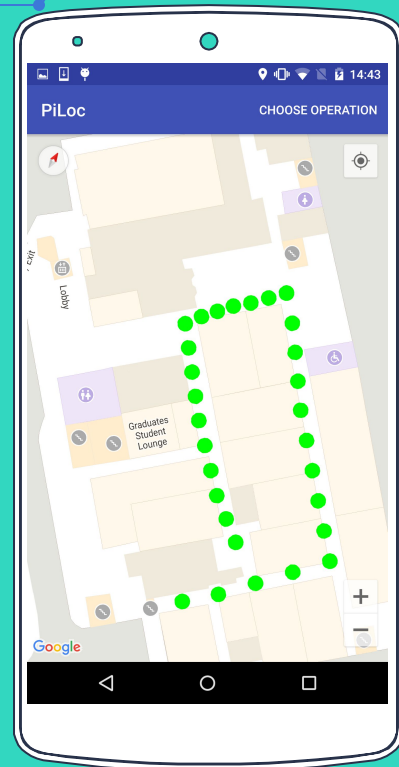 14:43
PiLoc
CHOOSE OPERATION
Exit
Lobby
Graduates
Student
Lounge
+
−
Google